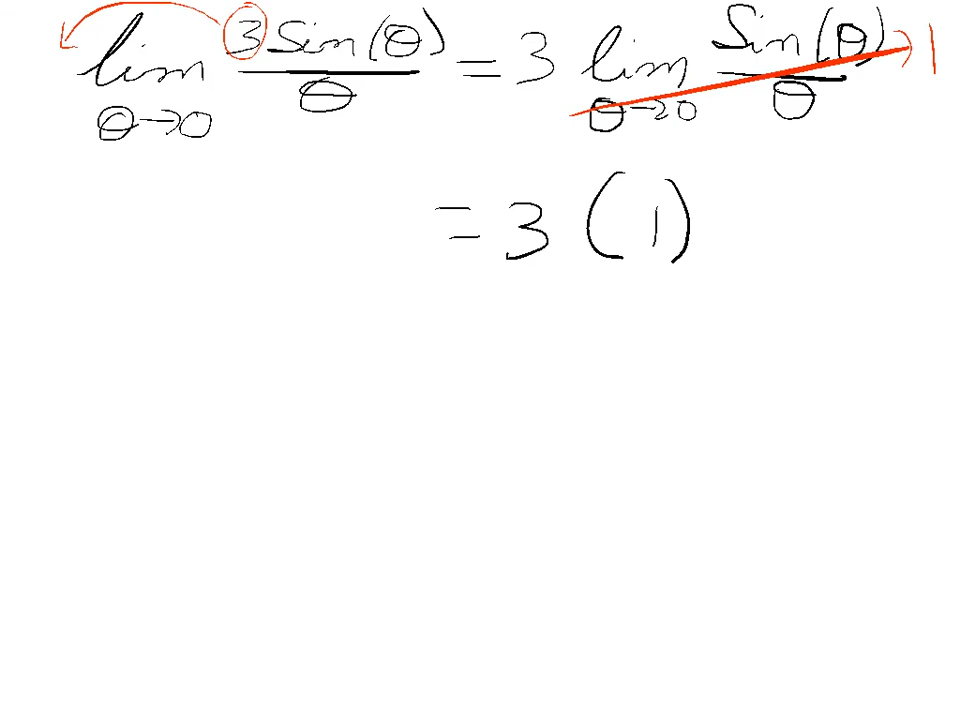 lim θ→0 3 Sin(θ)/θ = 3 lim θ→0 Sin(θ)/θ → 1
= 3 (1)